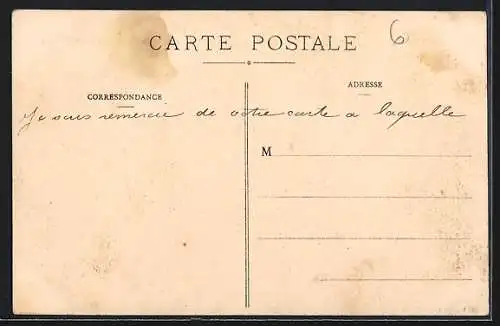 CARTE POSTALE
6
CORRESPONDANCE
ADRESSE
Je vous remercie de votre carte a laquelle
M